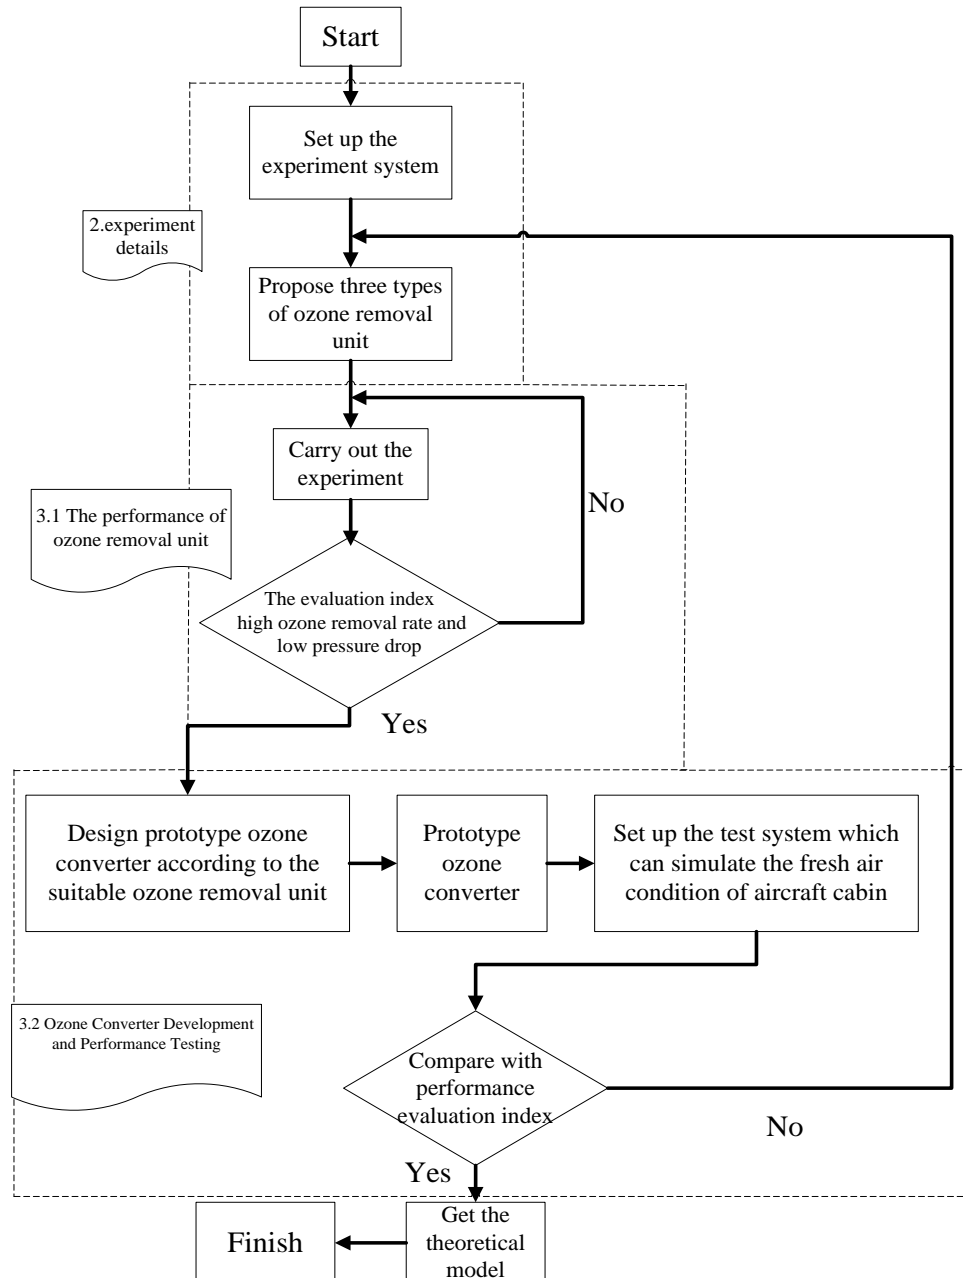 Start
Set up the
experiment system
2.experiment
details
Propose three types
of ozone removal
unit
Carry out the
experiment
No
3.1 The performance of
ozone removal unit
The evaluation index
high ozone removal rate and
low pressure drop
Yes
Design prototype ozone
converter according to the
suitable ozone removal unit
Prototype
ozone
converter
Set up the test system which
can simulate the fresh air
condition of aircraft cabin
3.2 Ozone Converter Development
and Performance Testing
Compare with
performance
evaluation index
No
Yes
Get the
theoretical
model
Finish